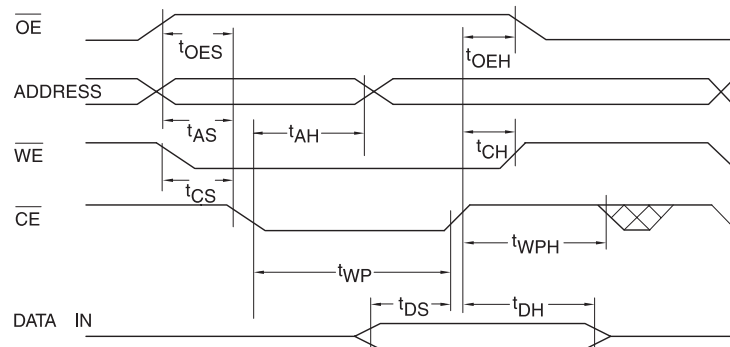 OE
tOES
tOEH
ADDRESS
tAS
tAH
WE
tCH
tCS
CE
tWPH
tWP
tDS
tDH
DATA IN